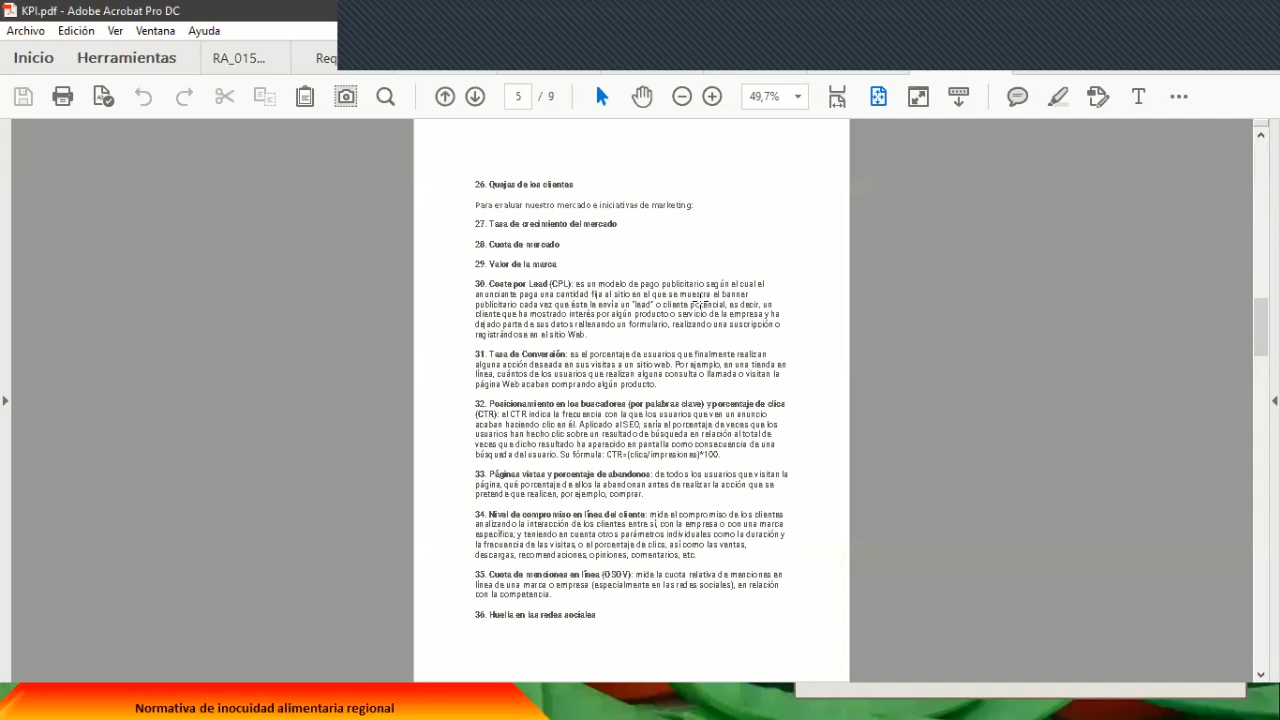 KPI.pdf - Adobe Acrobat Pro DC
Archivo Edición Ver Ventana Ayuda
Inicio Herramientas RA_015... Req
5 / 9 49,7%
26. Quejas de los clientes
Para evaluar nuestro mercado e iniciativas de marketing:
27. Tasa de crecimiento del mercado
28. Cuota de mercado
29. Valor de la marca
30. Coste por Lead (CPL): es un modelo de pago publicitario según el cual el
anunciante paga una cantidad fija al sitio en el que se muestra el banner
publicitario cada vez que éste le envía un "lead" o cliente potencial, es decir, un
cliente que ha mostrado interés por algún producto o servicio de la empresa y ha
dejado parte de sus datos rellenando un formulario, realizando una suscripción o
registrándose en el sitio Web.
31. Tasa de Conversión: es el porcentaje de usuarios que finalmente realizan
alguna acción deseada en sus visitas a un sitio web. Por ejemplo, en una tienda en
línea, cuántos de los usuarios que realizan alguna consulta o llamada o visitan la
página Web acaban comprando algún producto.
32. Posicionamiento en los buscadores (por palabras clave) y porcentaje de clics
(CTR): el CTR indica la frecuencia con la que los usuarios que ven un anuncio
acaban haciendo clic en él. Aplicado al SEO, sería el porcentaje de veces que los
usuarios han hecho clic sobre un resultado de búsqueda en relación al total de
veces que dicho resultado ha aparecido en pantalla como consecuencia de una
búsqueda del usuario. Su fórmula: CTR=(clics/impresiones)*100.
33. Páginas vistas y porcentaje de abandonos: de todos los usuarios que visitan la
página, qué porcentaje de ellos la abandonan antes de realizar la acción que se
pretende que realicen, por ejemplo, comprar.
34. Nivel de compromiso en línea del cliente: mide el compromiso de los clientes
analizando la interacción de los clientes entre sí, con la empresa o con una marca
específica; y teniendo en cuenta otros parámetros individuales como la duración y
la frecuencia de las visitas, o el porcentaje de clics, así como las ventas,
descargas, recomendaciones, opiniones, comentarios, etc.
35. Cuota de menciones en línea (OSOV): mide la cuota relativa de menciones en
línea de una marca o empresa (especialmente en las redes sociales), en relación
con la competencia.
36. Huella en las redes sociales
Normativa de inocuidad alimentaria regional